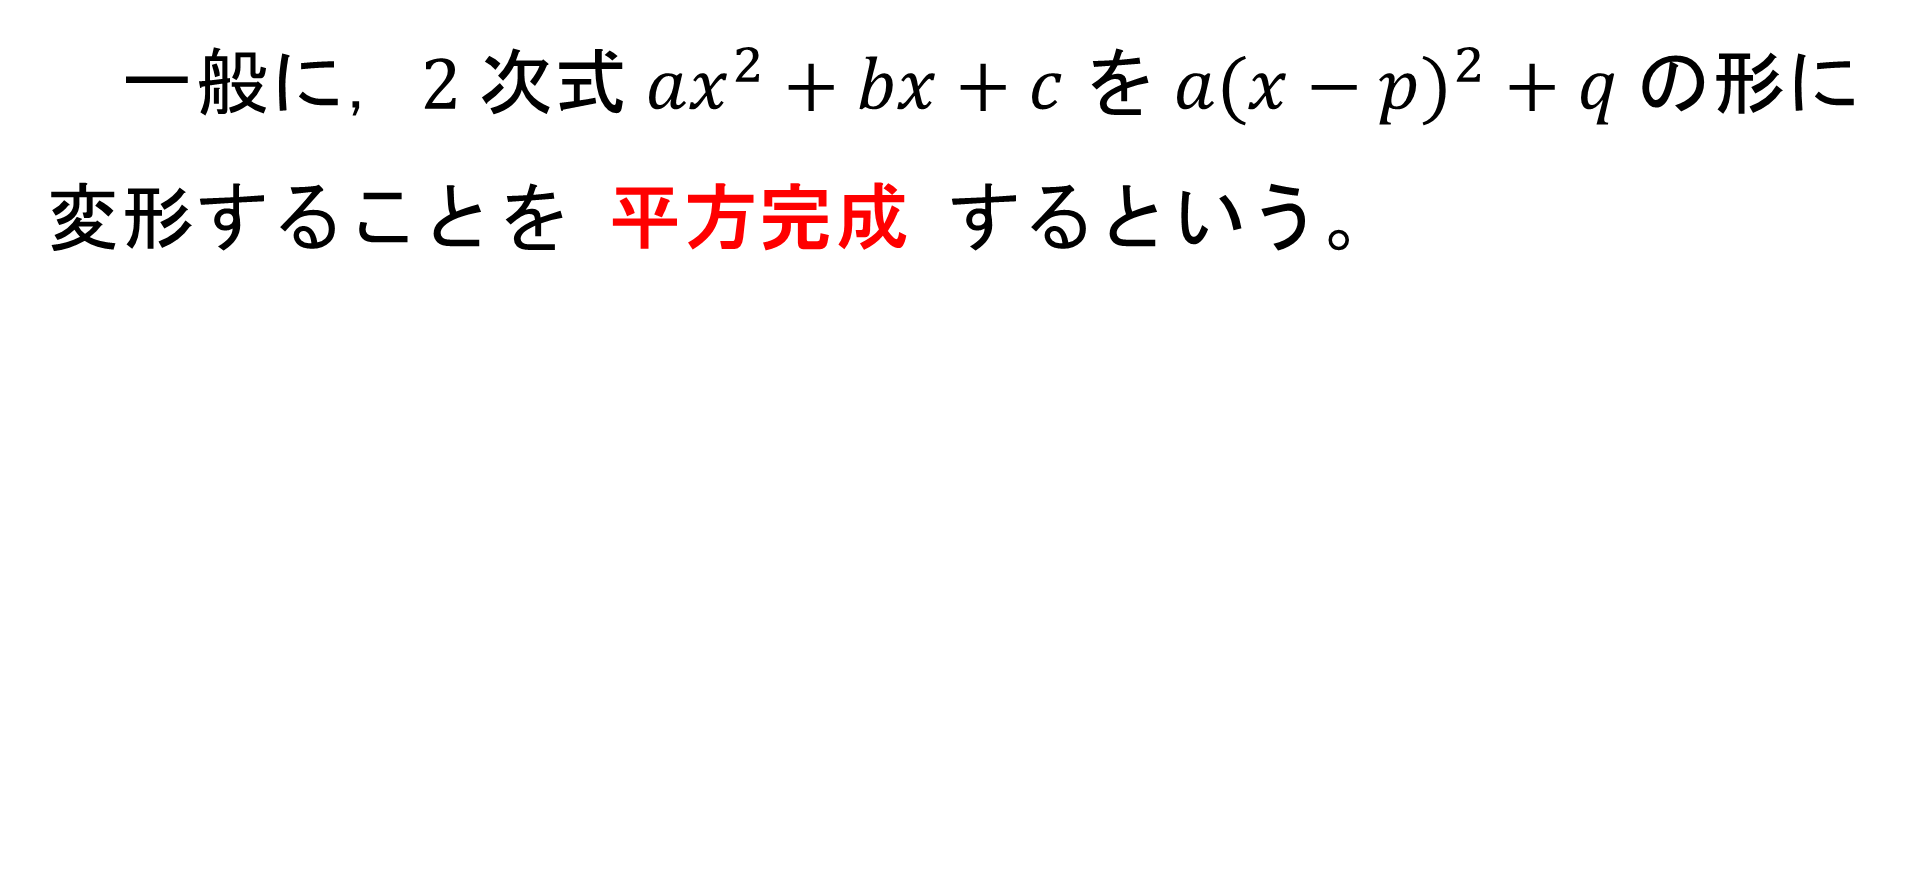 一般に, 2 次式 ax² + bx + c を a(x − p)² + q の形に
変形することを 平方完成 するという。